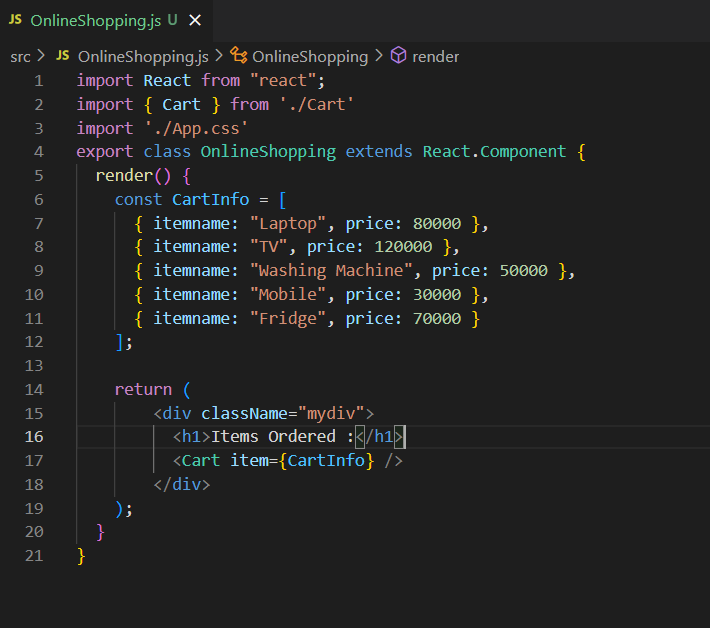 JS OnlineShopping.js U ×
src > JS OnlineShopping.js > OnlineShopping > render
1 import React from "react";
2 import { Cart } from './Cart'
3 import './App.css'
4 export class OnlineShopping extends React.Component {
5   render() {
6     const CartInfo = [
7       { itemname: "Laptop", price: 80000 },
8       { itemname: "TV", price: 120000 },
9       { itemname: "Washing Machine", price: 50000 },
10       { itemname: "Mobile", price: 30000 },
11       { itemname: "Fridge", price: 70000 }
12     ];
13
14     return (
15         <div className="mydiv">
16           <h1>Items Ordered :</h1>
17           <Cart item={CartInfo} />
18         </div>
19     );
20   }
21 }